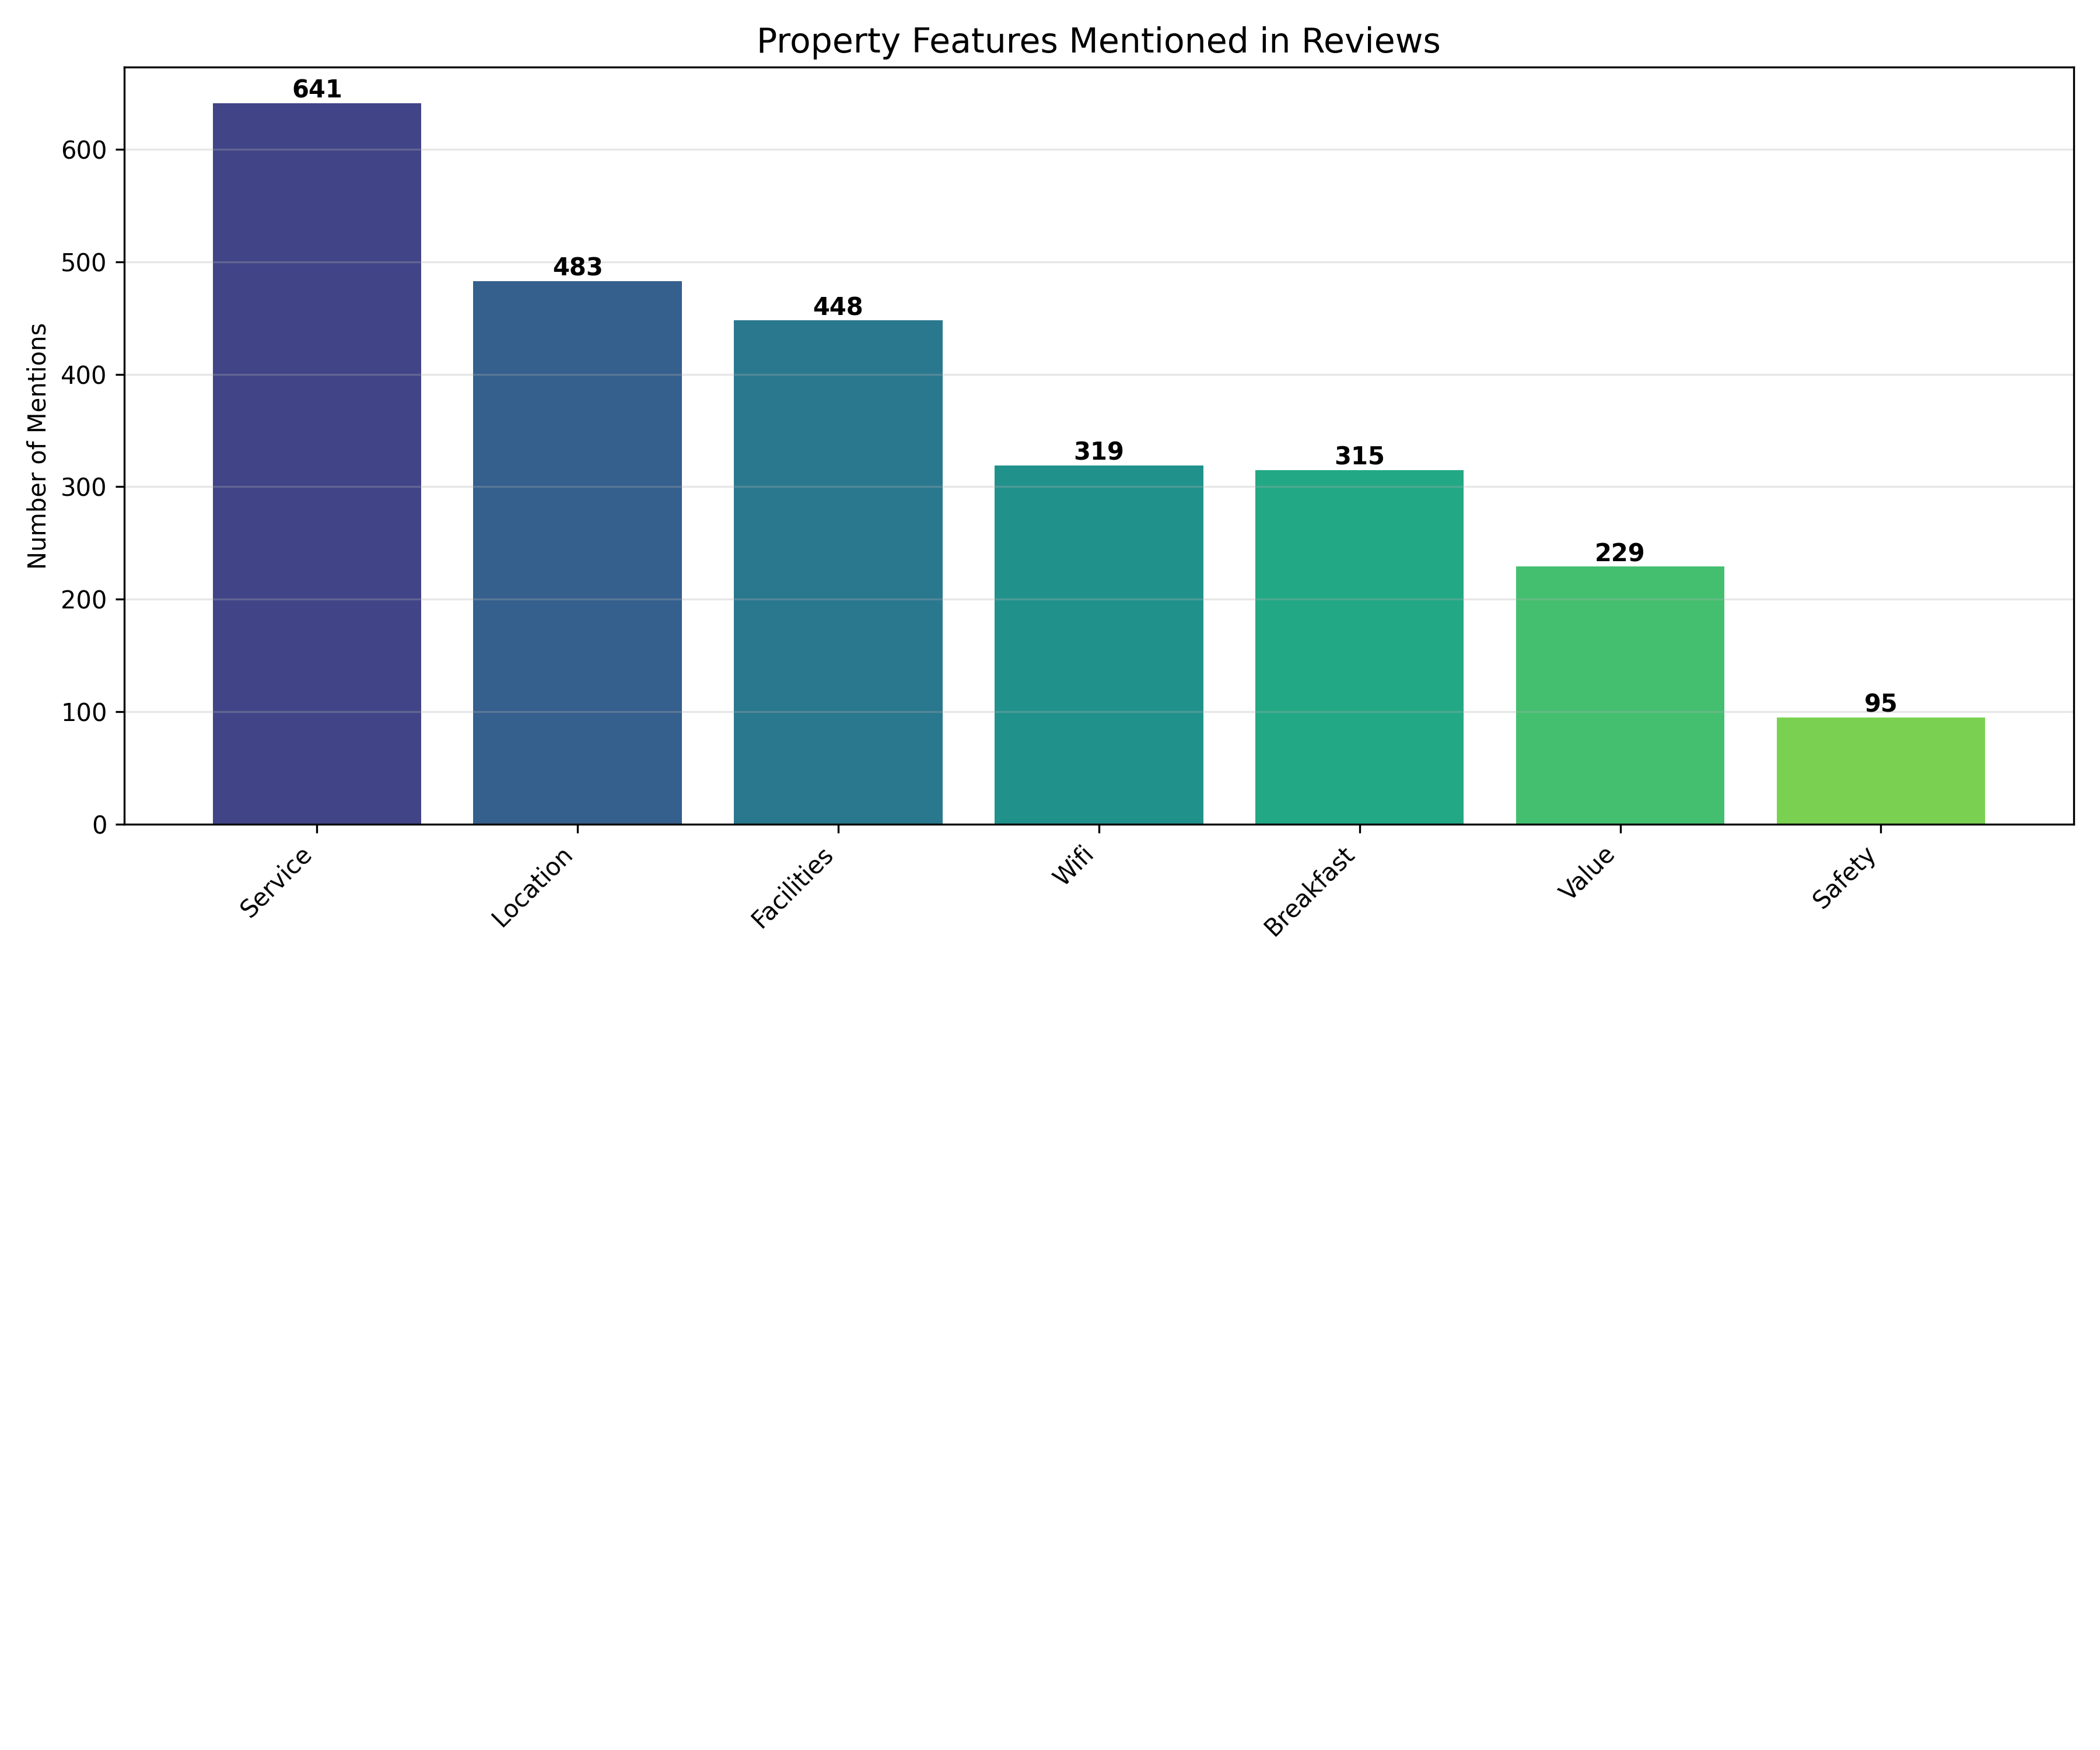 Property Features Mentioned in Reviews
Number of Mentions
600
500
400
300
200
100
0
641
483
448
319
315
229
95
Service
Location
Facilities
Wifi
Breakfast
Value
Safety